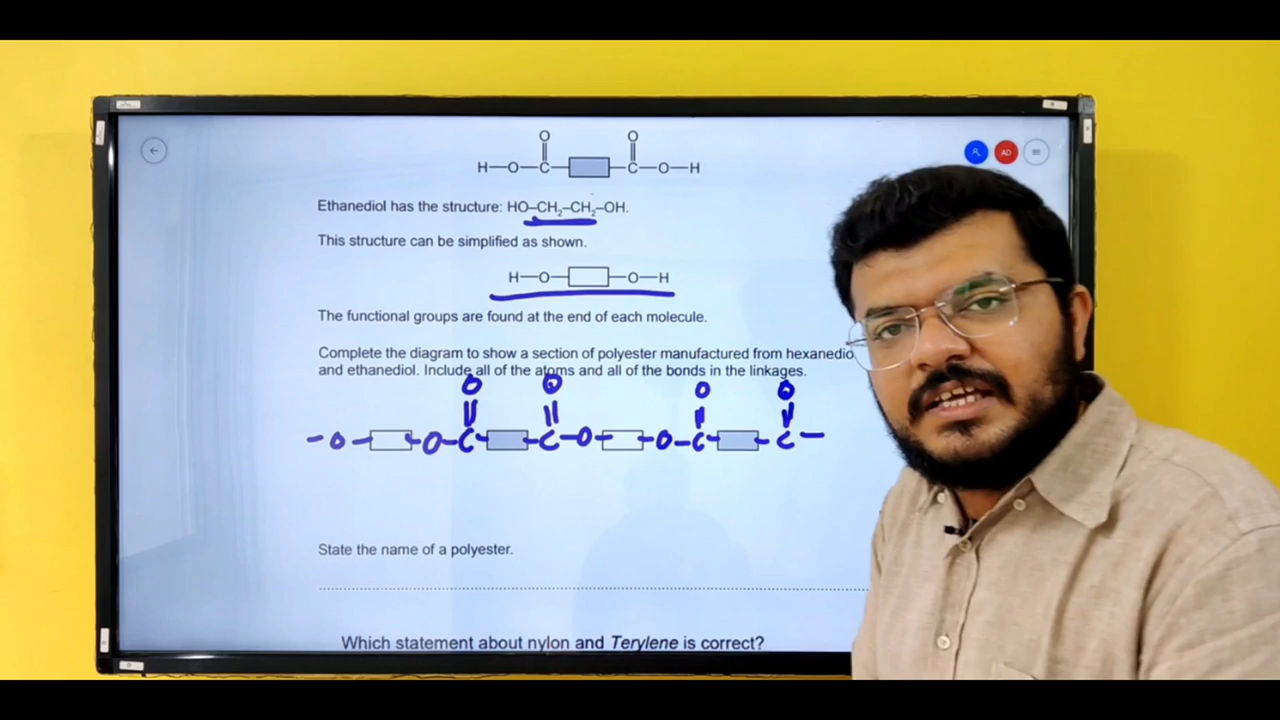 O O
H—O—C— —C—O—H
AD
Ethanediol has the structure: HO–CH₂–CH₂–OH.
This structure can be simplified as shown.
H—O— —O—H
The functional groups are found at the end of each molecule.
Complete the diagram to show a section of polyester manufactured from hexanedio
and ethanediol. Include all of the atoms and all of the bonds in the linkages.
O O O O
–O– –O–C– –C–O– –O–C– –C–
State the name of a polyester.
Which statement about nylon and Terylene is correct?